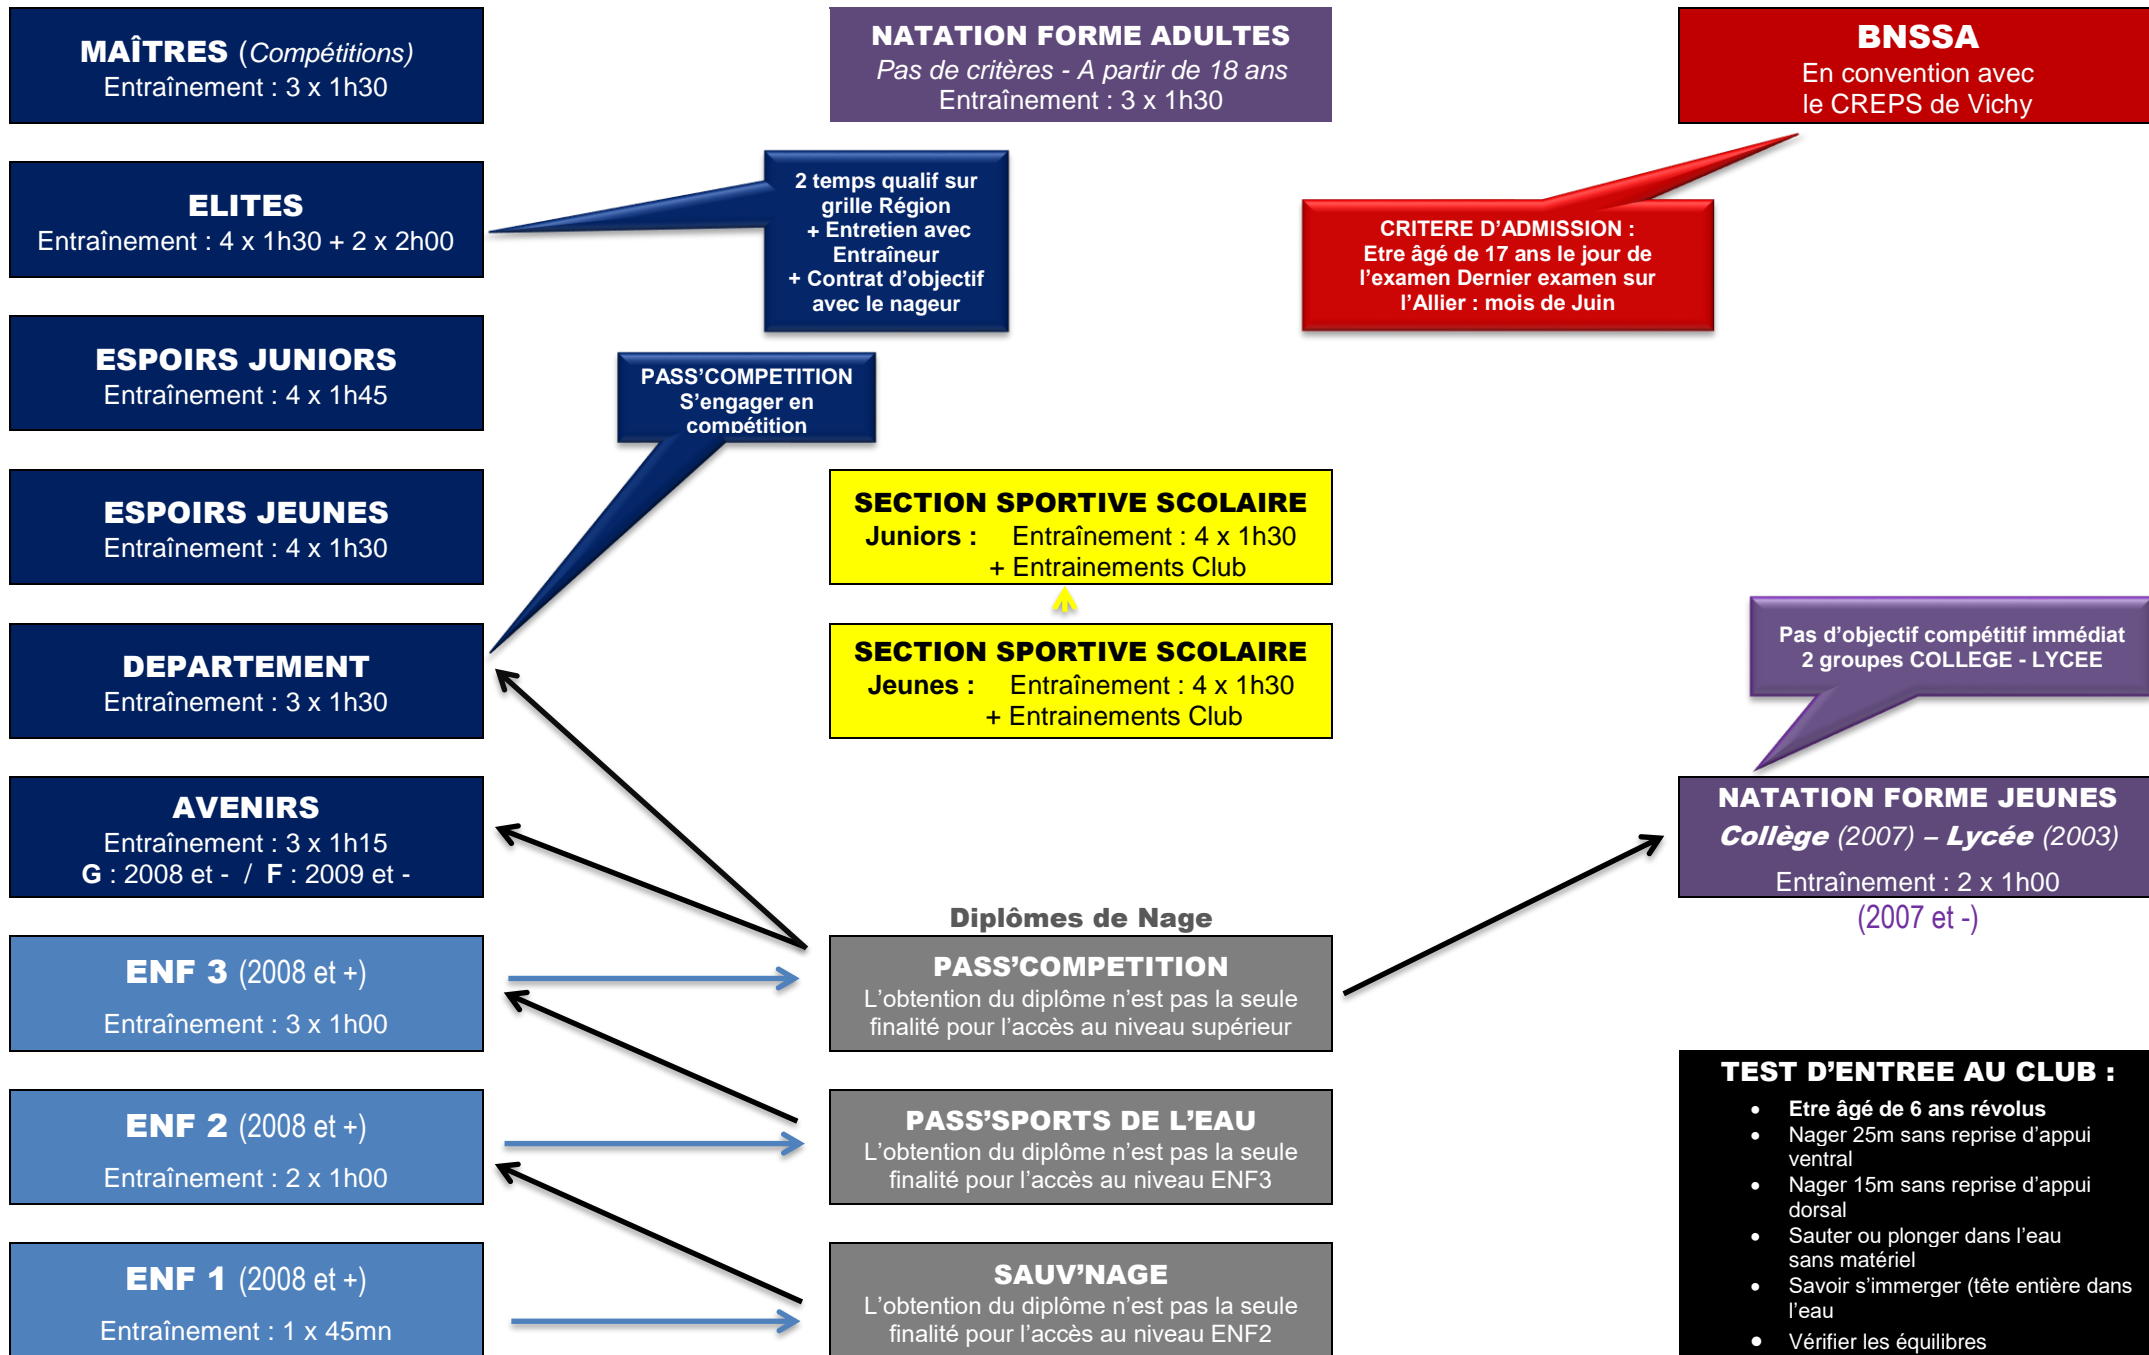 MAÎTRES (Compétitions)
Entraînement : 3 x 1h30
NATATION FORME ADULTES
Pas de critères - A partir de 18 ans
Entraînement : 3 x 1h30
BNSSA
En convention avec
le CREPS de Vichy
ELITES
Entraînement : 4 x 1h30 + 2 x 2h00
2 temps qualif sur
grille Région
+ Entretien avec
Entraîneur
+ Contrat d'objectif
avec le nageur
CRITERE D'ADMISSION :
Etre âgé de 17 ans le jour de
l'examen Dernier examen sur
l'Allier : mois de Juin
ESPOIRS JUNIORS
Entraînement : 4 x 1h45
PASS'COMPETITION
S'engager en
compétition
ESPOIRS JEUNES
Entraînement : 4 x 1h30
SECTION SPORTIVE SCOLAIRE
Juniors : Entraînement : 4 x 1h30
+ Entrainements Club
DEPARTEMENT
Entraînement : 3 x 1h30
SECTION SPORTIVE SCOLAIRE
Jeunes : Entraînement : 4 x 1h30
+ Entrainements Club
Pas d'objectif compétitif immédiat
2 groupes COLLEGE - LYCEE
AVENIRS
Entraînement : 3 x 1h15
G : 2008 et - / F : 2009 et -
NATATION FORME JEUNES
Collège (2007) – Lycée (2003)
Entraînement : 2 x 1h00
(2007 et -)
Diplômes de Nage
ENF 3 (2008 et +)
Entraînement : 3 x 1h00
PASS'COMPETITION
L'obtention du diplôme n'est pas la seule
finalité pour l'accès au niveau supérieur
ENF 2 (2008 et +)
Entraînement : 2 x 1h00
PASS'SPORTS DE L'EAU
L'obtention du diplôme n'est pas la seule
finalité pour l'accès au niveau ENF3
ENF 1 (2008 et +)
Entraînement : 1 x 45mn
SAUV'NAGE
L'obtention du diplôme n'est pas la seule
finalité pour l'accès au niveau ENF2
TEST D'ENTREE AU CLUB :
• Etre âgé de 6 ans révolus
• Nager 25m sans reprise d'appui
ventral
• Nager 15m sans reprise d'appui
dorsal
• Sauter ou plonger dans l'eau
sans matériel
• Savoir s'immerger (tête entière dans
l'eau
• Vérifier les équilibres